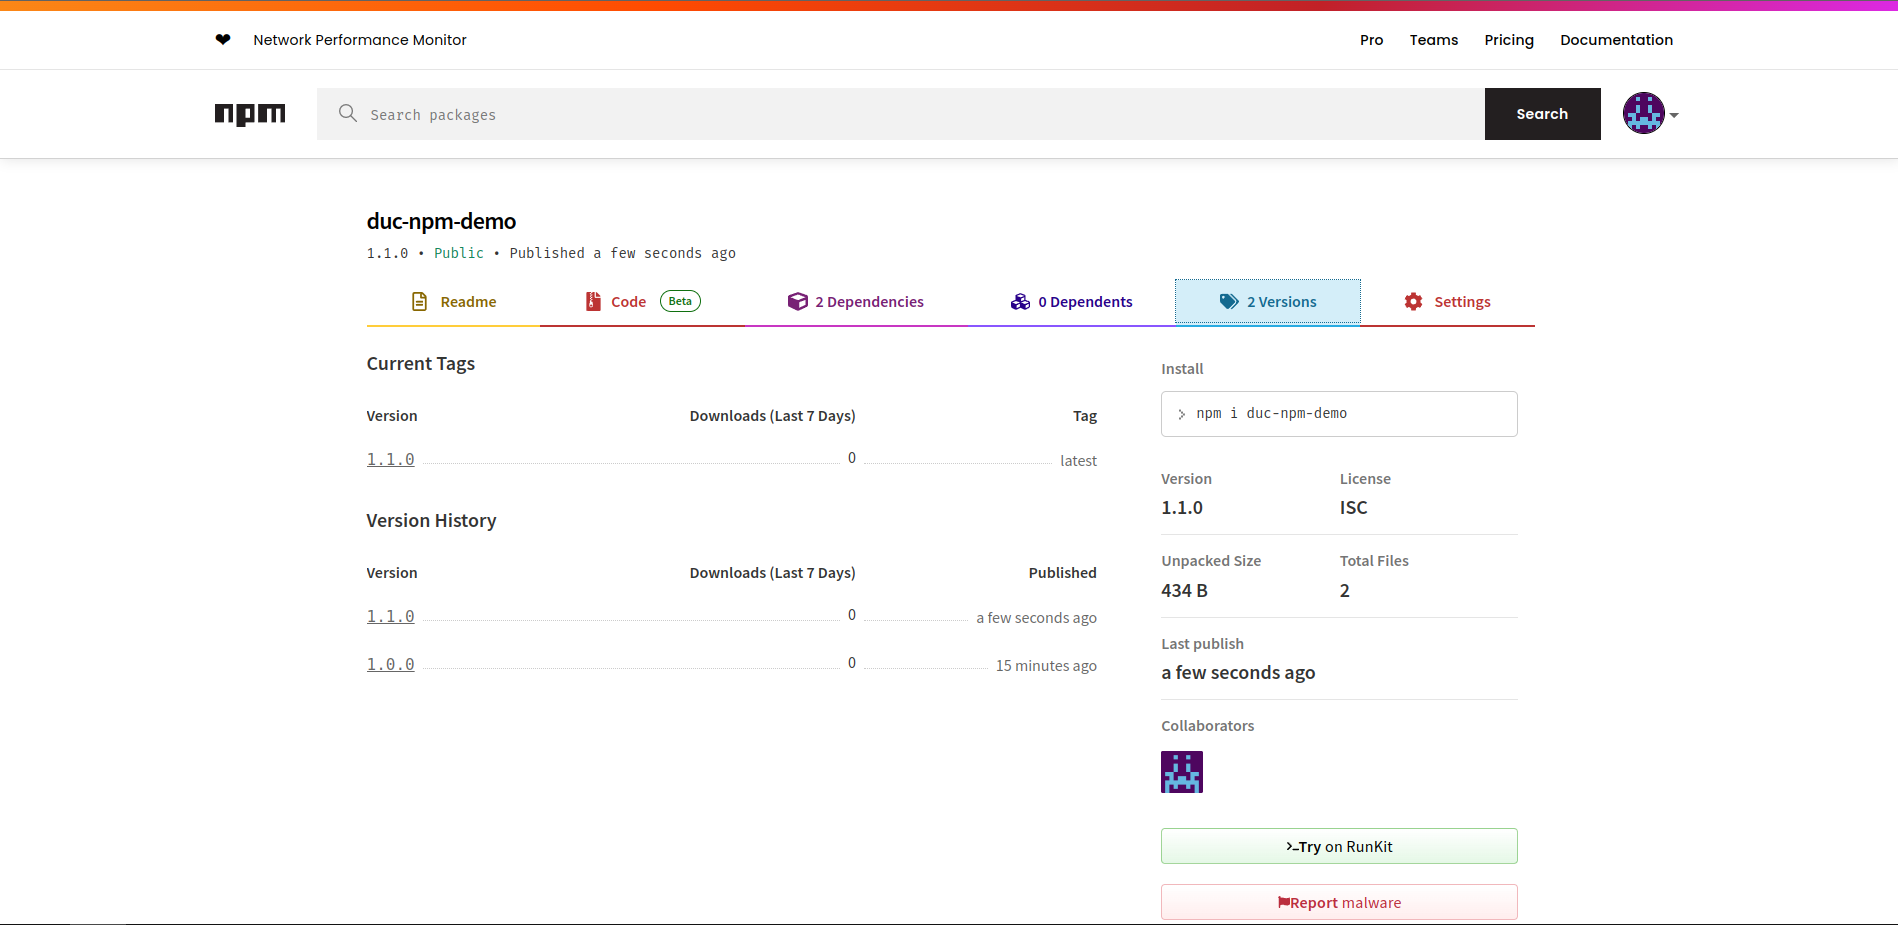 ❤ Network Performance Monitor
Pro Teams Pricing Documentation
npm Search packages Search
duc-npm-demo
1.1.0 • Public • Published a few seconds ago
Readme Code Beta 2 Dependencies 0 Dependents 2 Versions Settings
Current Tags
Version Downloads (Last 7 Days) Tag
1.1.0 0 latest
Version History
Version Downloads (Last 7 Days) Published
1.1.0 0 a few seconds ago
1.0.0 0 15 minutes ago
Install
npm i duc-npm-demo
Version License
1.1.0 ISC
Unpacked Size Total Files
434 B 2
Last publish
a few seconds ago
Collaborators
Try on RunKit
Report malware